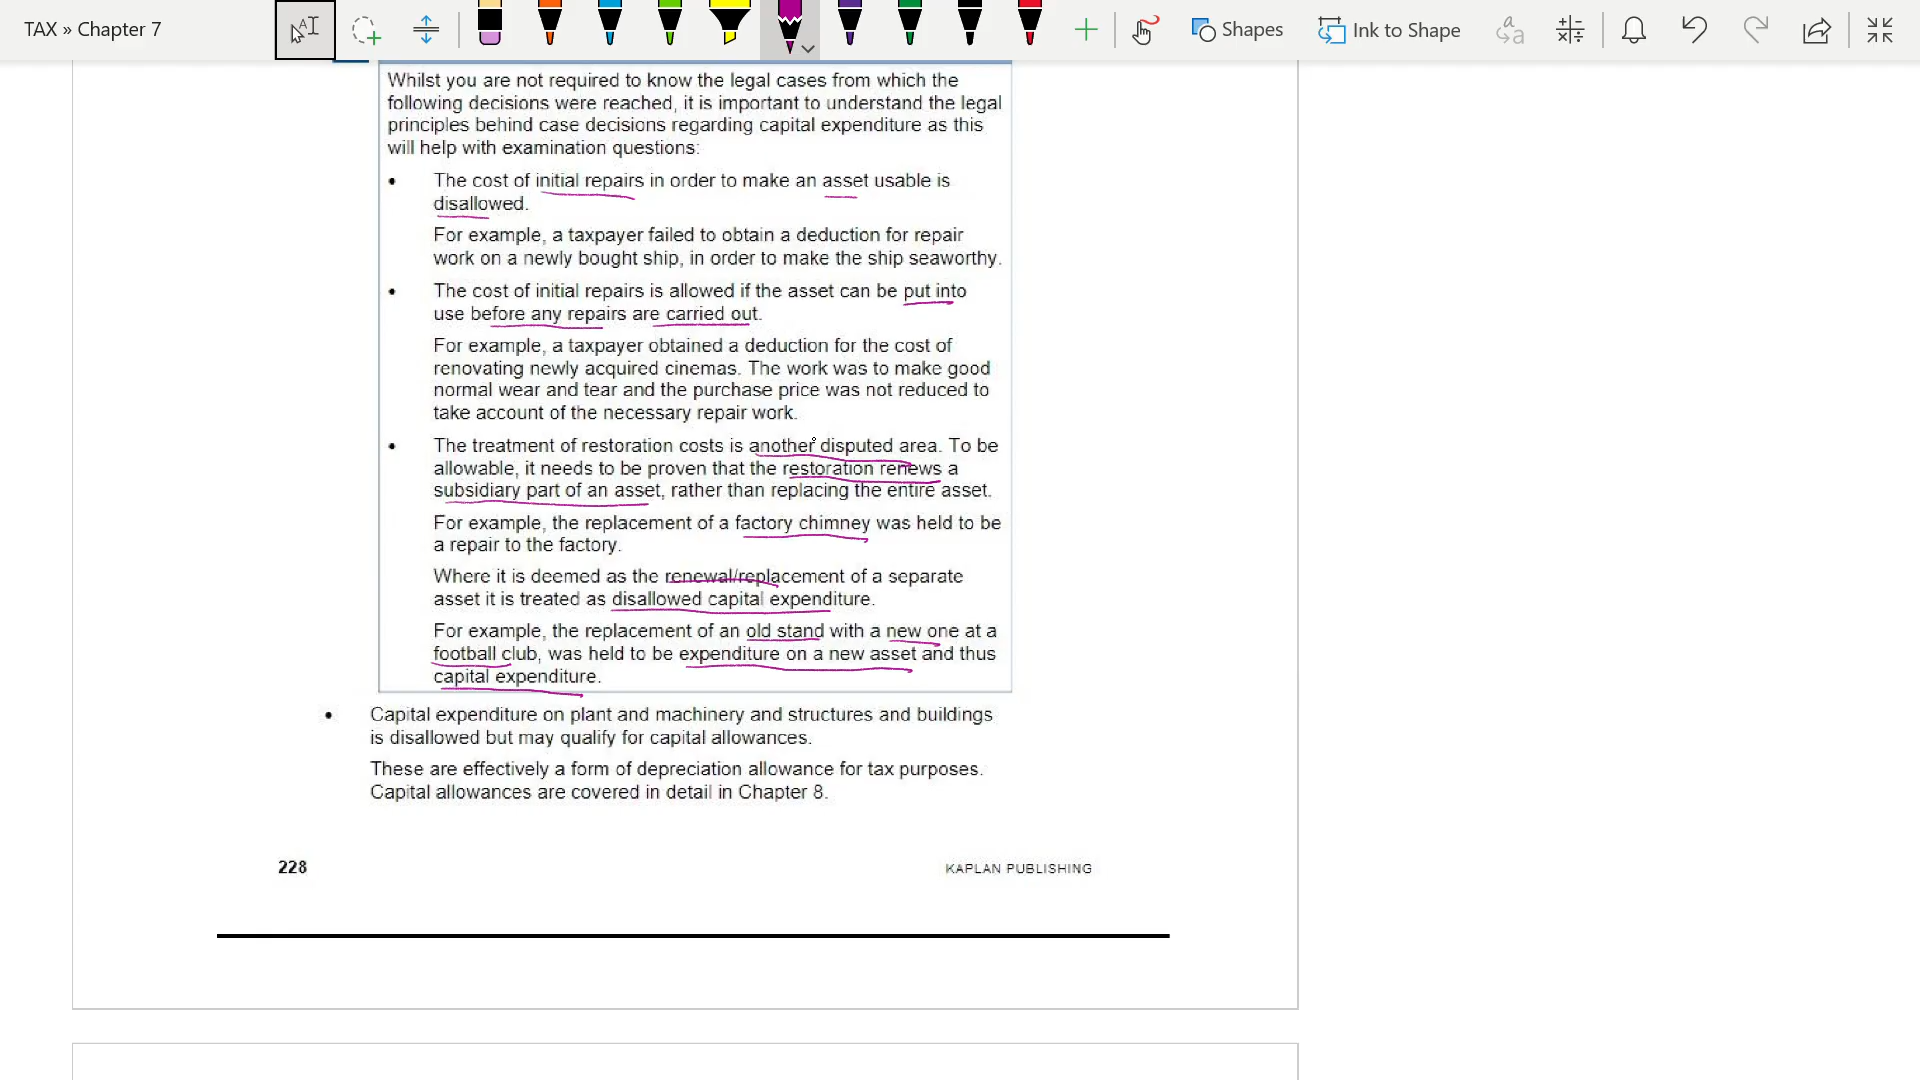 TAX » Chapter 7
Shapes
Ink to Shape
Whilst you are not required to know the legal cases from which the
following decisions were reached, it is important to understand the legal
principles behind case decisions regarding capital expenditure as this
will help with examination questions:
• The cost of initial repairs in order to make an asset usable is
disallowed.
For example, a taxpayer failed to obtain a deduction for repair
work on a newly bought ship, in order to make the ship seaworthy.
• The cost of initial repairs is allowed if the asset can be put into
use before any repairs are carried out.
For example, a taxpayer obtained a deduction for the cost of
renovating newly acquired cinemas. The work was to make good
normal wear and tear and the purchase price was not reduced to
take account of the necessary repair work.
• The treatment of restoration costs is another disputed area. To be
allowable, it needs to be proven that the restoration renews a
subsidiary part of an asset, rather than replacing the entire asset.
For example, the replacement of a factory chimney was held to be
a repair to the factory.
Where it is deemed as the renewal/replacement of a separate
asset it is treated as disallowed capital expenditure.
For example, the replacement of an old stand with a new one at a
football club, was held to be expenditure on a new asset and thus
capital expenditure.
• Capital expenditure on plant and machinery and structures and buildings
is disallowed but may qualify for capital allowances.
These are effectively a form of depreciation allowance for tax purposes.
Capital allowances are covered in detail in Chapter 8.
228
KAPLAN PUBLISHING